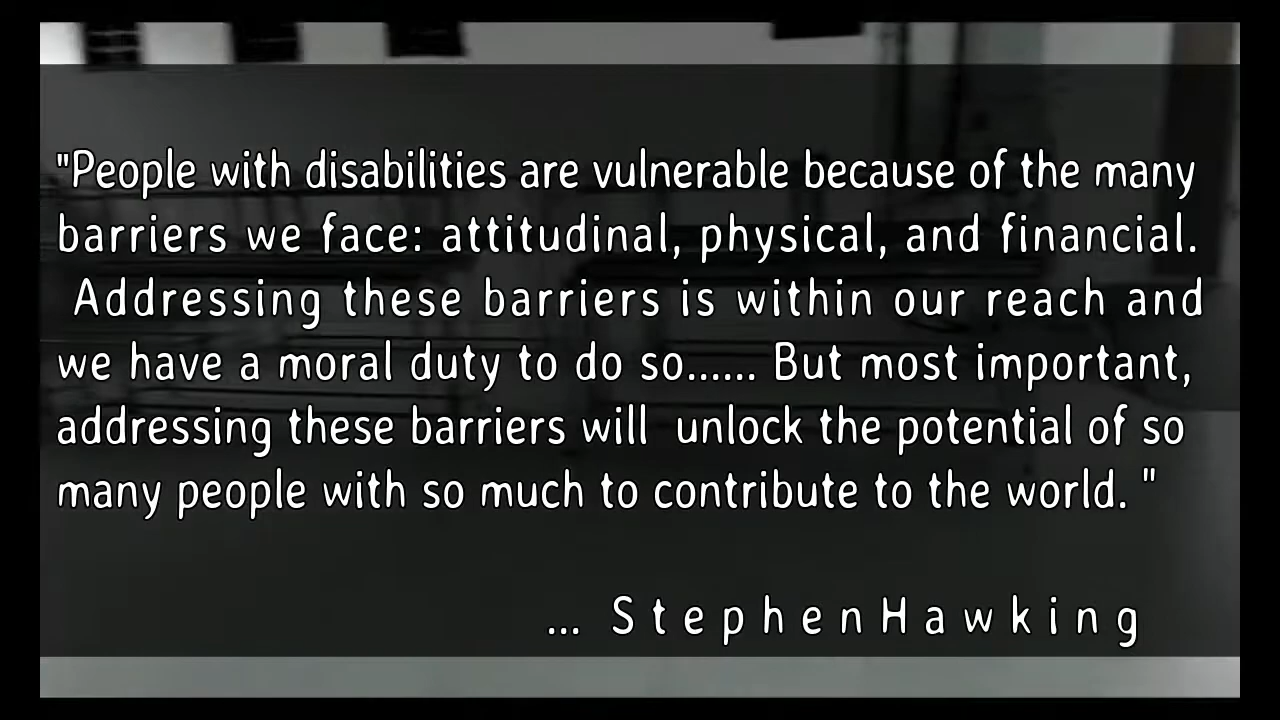 "People with disabilities are vulnerable because of the many
barriers we face: attitudinal, physical, and financial.
Addressing these barriers is within our reach and
we have a moral duty to do so...... But most important,
addressing these barriers will  unlock the potential of so
many people with so much to contribute to the world. "
... S t e p h e n H a w k i n g